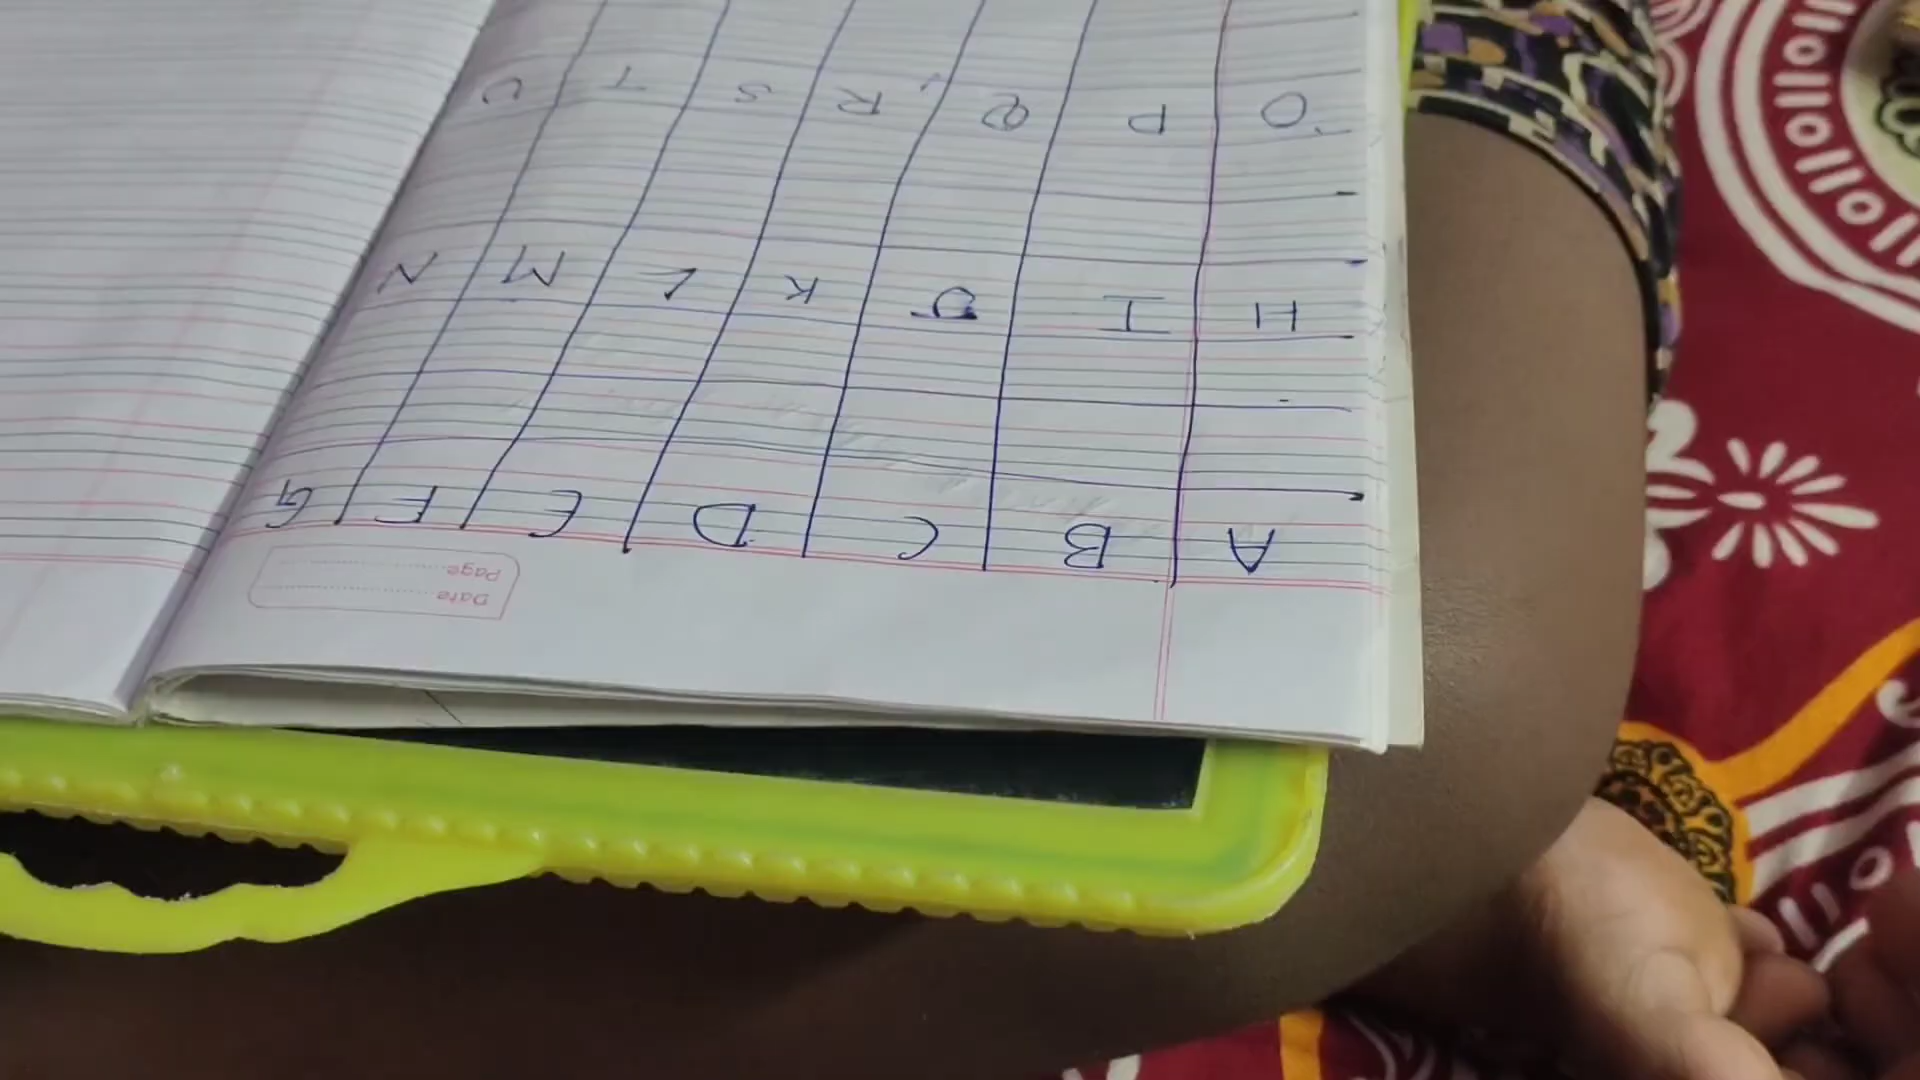 Date
Page
A B C D E F G
H I J K L M N
O P Q R S T U